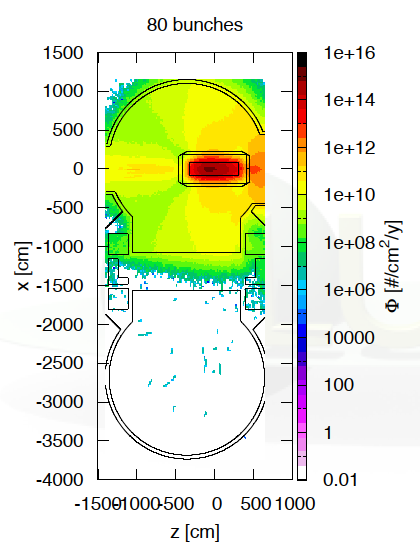 80 bunches
1500
1000
500
0
-500
-1000
-1500
-2000
-2500
-3000
-3500
-4000
x [cm]
-1500 -1000 -500 0 500 1000
z [cm]
1e+16
1e+14
1e+12
1e+10
1e+08
1e+06
10000
100
1
0.01
Φ [#/cm²/y]